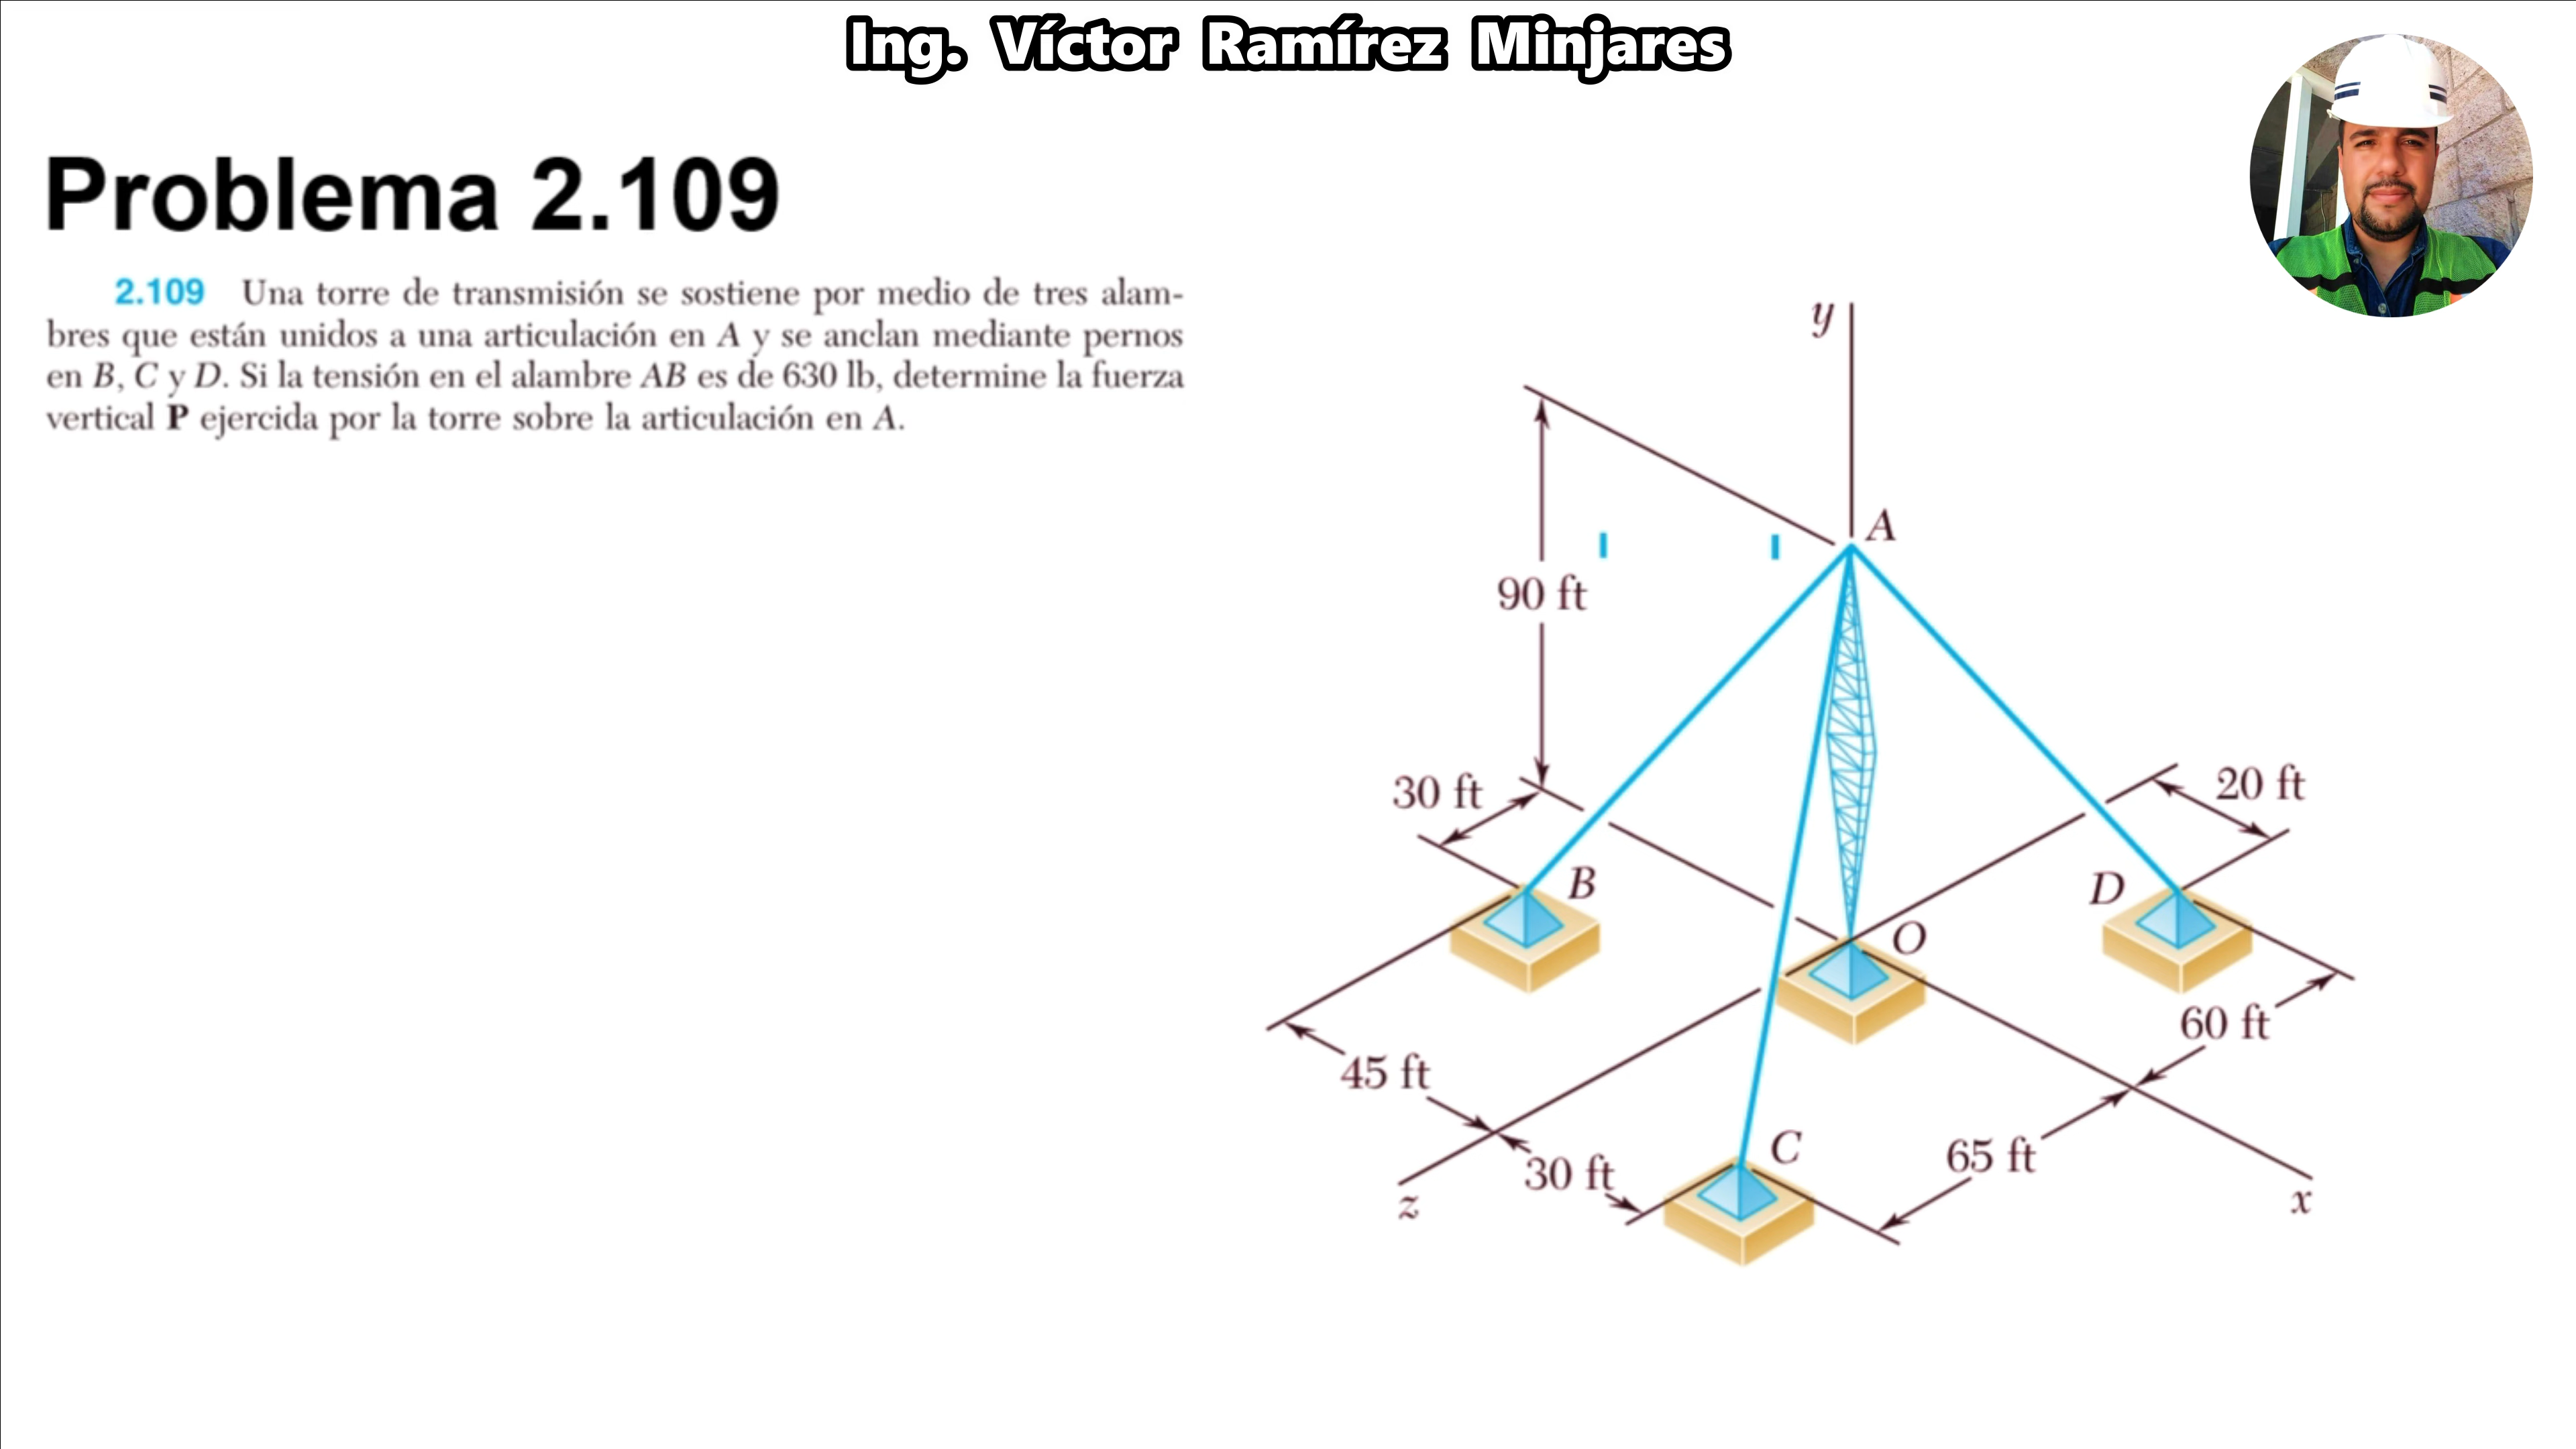 Ing. Víctor Ramírez Minjares
Problema 2.109
2.109 Una torre de transmisión se sostiene por medio de tres alam-
bres que están unidos a una articulación en A y se anclan mediante pernos
en B, C y D. Si la tensión en el alambre AB es de 630 lb, determine la fuerza
vertical P ejercida por la torre sobre la articulación en A.
y
A
90 ft
30 ft
20 ft
B
D
O
60 ft
45 ft
C
65 ft
30 ft
z
x